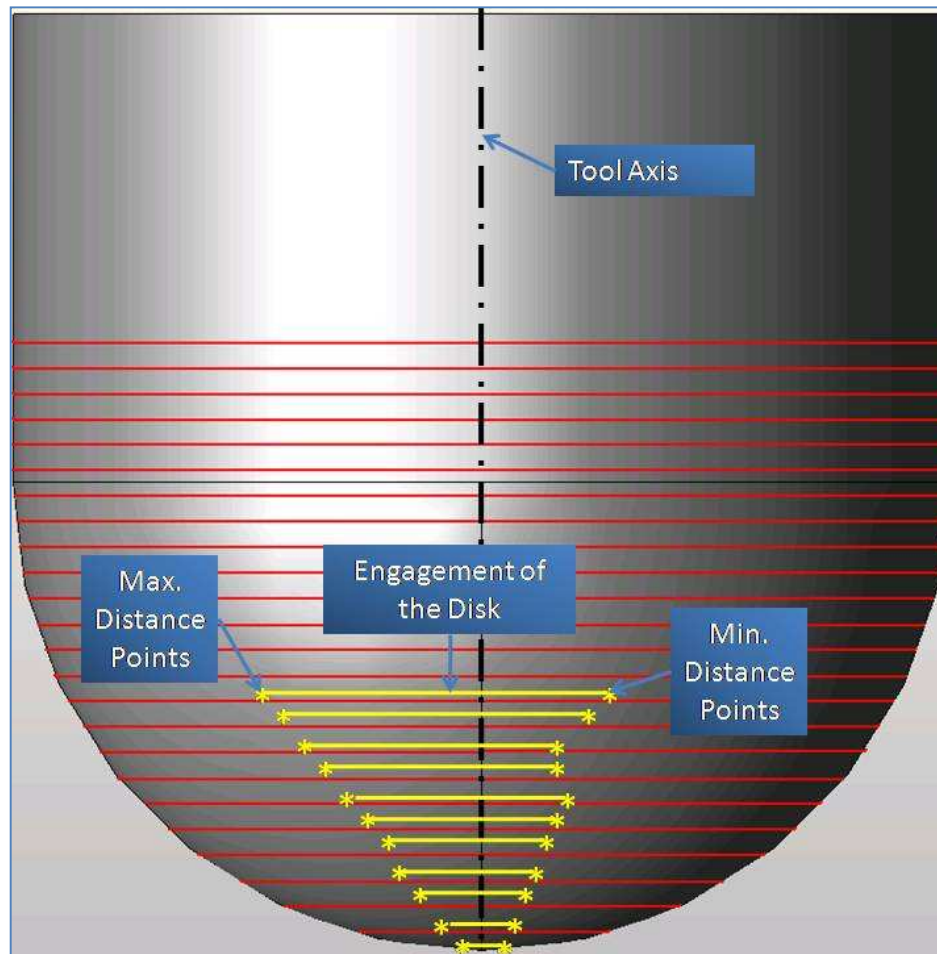 Tool Axis
Engagement of
the Disk
Max.
Distance
Points
Min.
Distance
Points